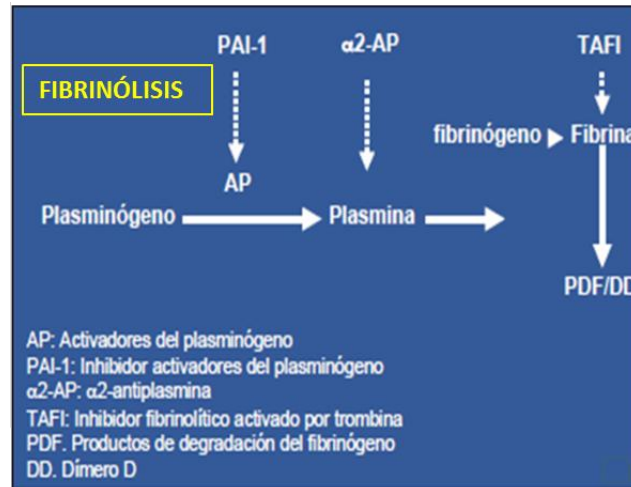 PAI-1 α2-AP TAFI
FIBRINÓLISIS
fibrinógeno Fibrina
AP
Plasminógeno Plasmina
PDF/DD
AP: Activadores del plasminógeno
PAI-1: Inhibidor activadores del plasminógeno
α2-AP: α2-antiplasmina
TAFI: Inhibidor fibrinolítico activado por trombina
PDF. Productos de degradación del fibrinógeno
DD. Dímero D